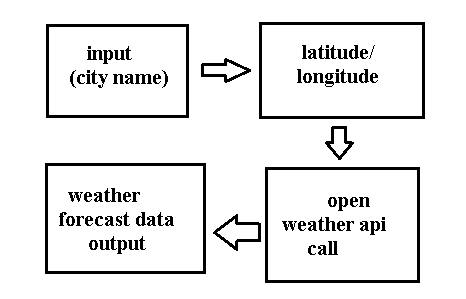 input
(city name)
latitude/
longitude
open
weather api
call
weather
forecast data
output